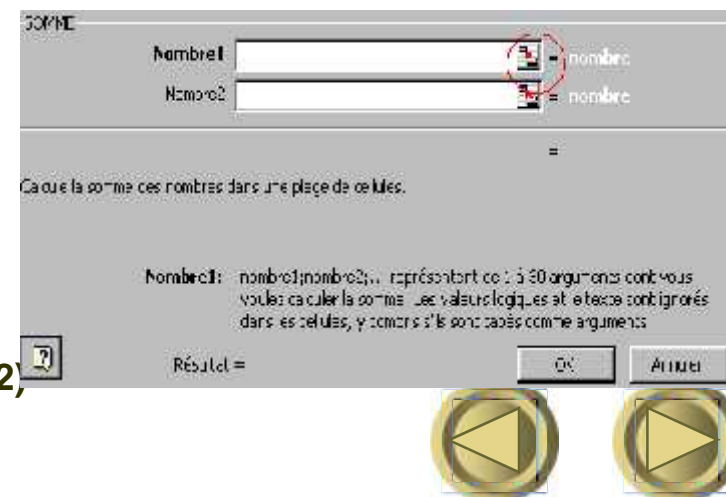 SOMME
Nombre1 = nombre
Nombre2 = nombre
=
Calcule la somme des nombres dans une plage de cellules.
Nombre1: nombre1;nombre2;... représentent de 1 à 30 arguments dont vous
voulez calculer la somme. Les valeurs logiques et le texte sont ignorés
dans les cellules, y compris s'ils sont tapés comme arguments
2)
?
Résultat =
OK
Annuler